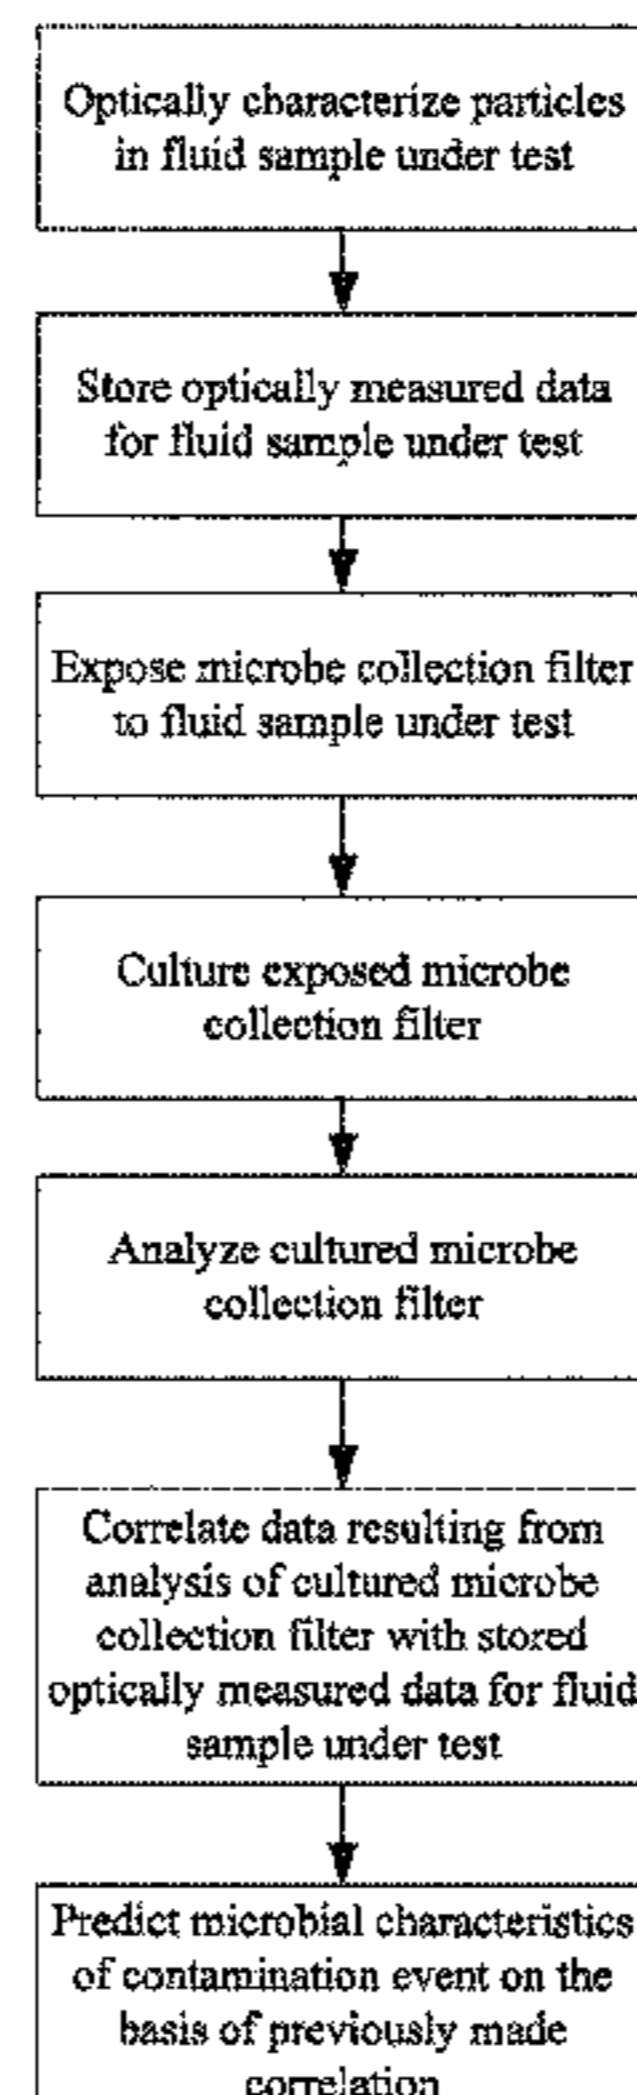 Optically characterize particles
in fluid sample under test
Store optically measured data
for fluid sample under test
Expose microbe collection filter
to fluid sample under test
Culture exposed microbe
collection filter
Analyze cultured microbe
collection filter
Correlate data resulting from
analysis of cultured microbe
collection filter with stored
optically measured data for fluid
sample under test
Predict microbial characteristics
of contamination event on the
basis of previously made
correlation